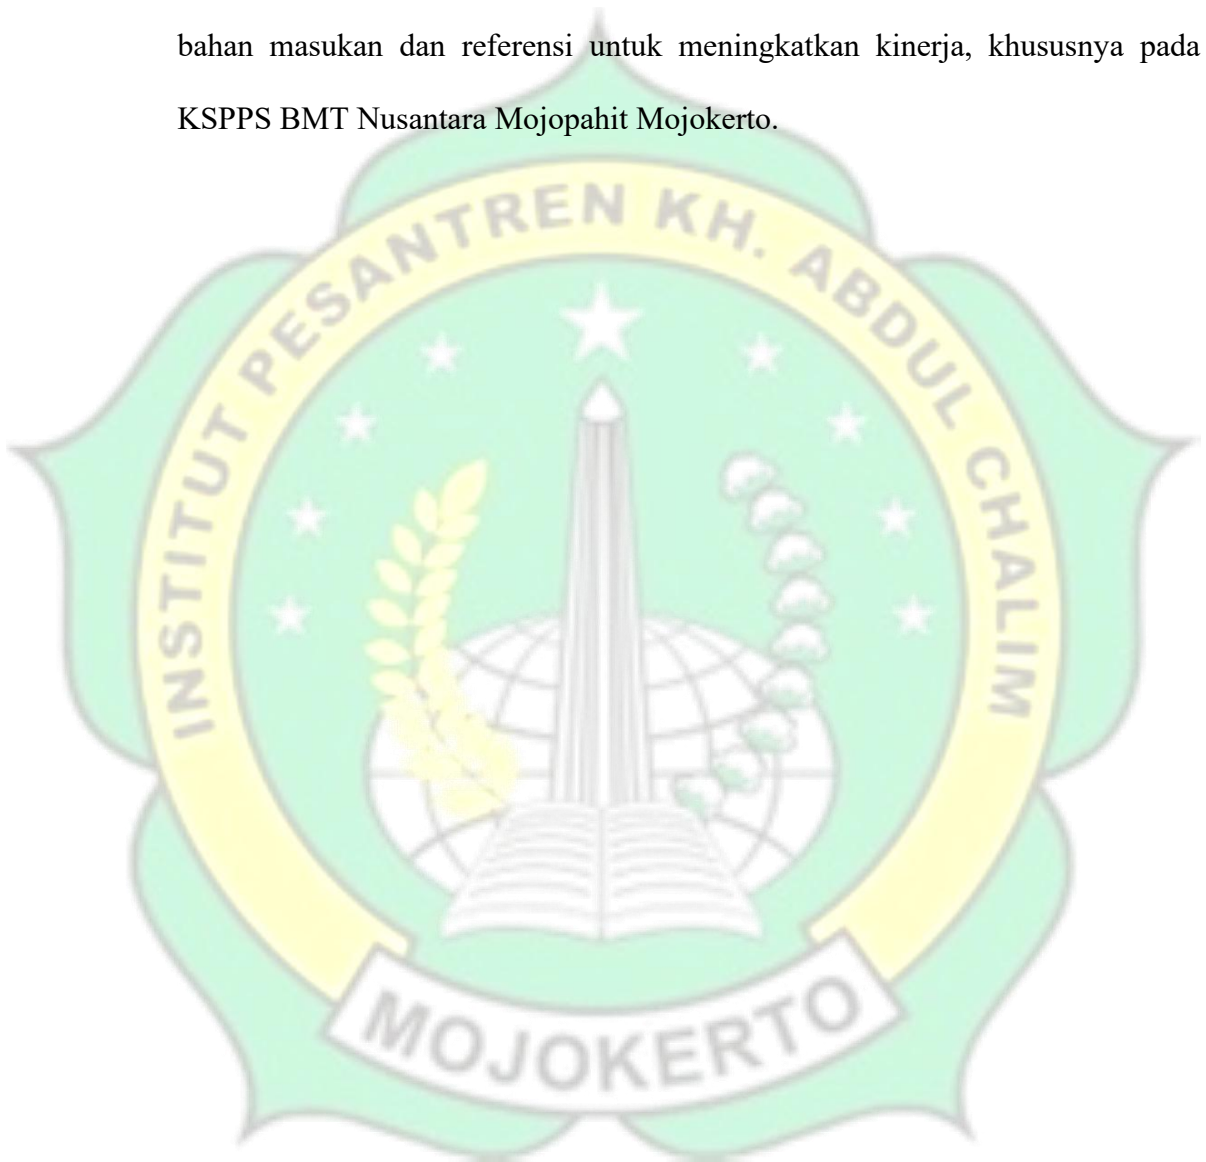 bahan masukan dan referensi untuk meningkatkan kinerja, khususnya pada
KSPPS BMT Nusantara Mojopahit Mojokerto.
INSTITUT PESANTREN KH. ABDUL CHALIM
MOJOKERTO